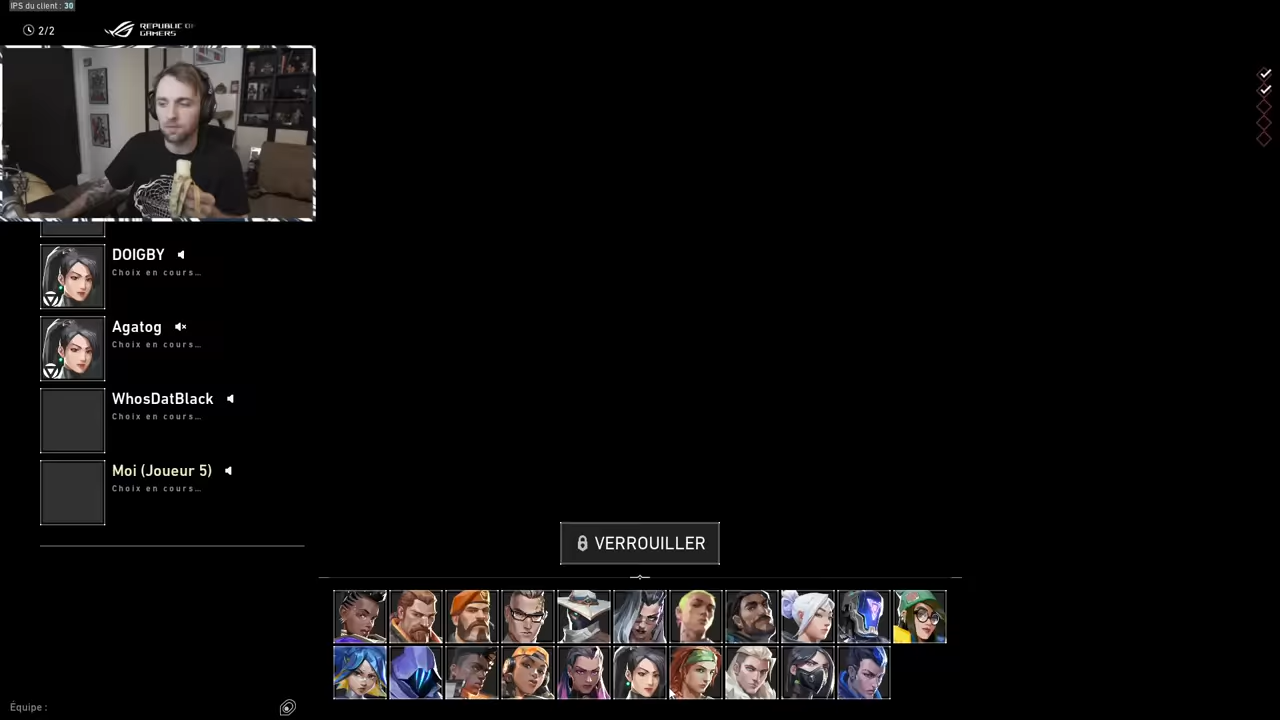 IPS du client : 30
2/2
REPUBLIC OF
GAMERS
DOIGBY
Choix en cours...
Agatog
Choix en cours...
WhosDatBlack
Choix en cours...
Moi (Joueur 5)
Choix en cours...
VERROUILLER
Équipe :